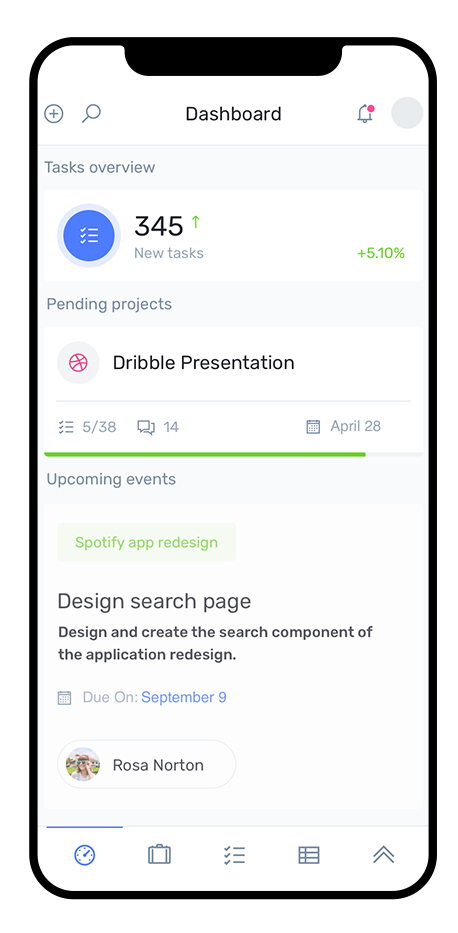 Dashboard
Tasks overview
345 ↑
New tasks
+5.10%
Pending projects
Dribble Presentation
5/38 14 April 28
Upcoming events
Spotify app redesign
Design search page
Design and create the search component of
the application redesign.
Due On: September 9
Rosa Norton